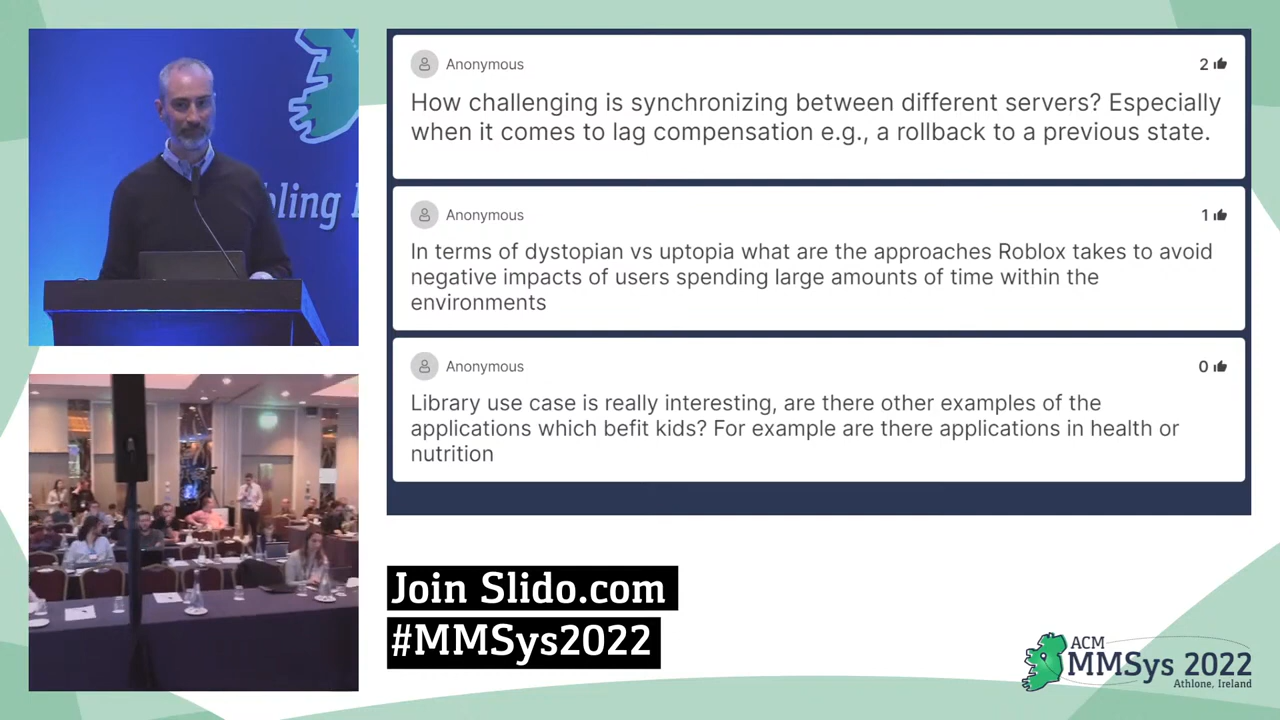 bling
Anonymous
2
How challenging is synchronizing between different servers? Especially
when it comes to lag compensation e.g., a rollback to a previous state.
Anonymous
1
In terms of dystopian vs uptopia what are the approaches Roblox takes to avoid
negative impacts of users spending large amounts of time within the
environments
Anonymous
0
Library use case is really interesting, are there other examples of the
applications which befit kids? For example are there applications in health or
nutrition
Join Slido.com
#MMSys2022
ACM
MMSys 2022
Athlone, Ireland